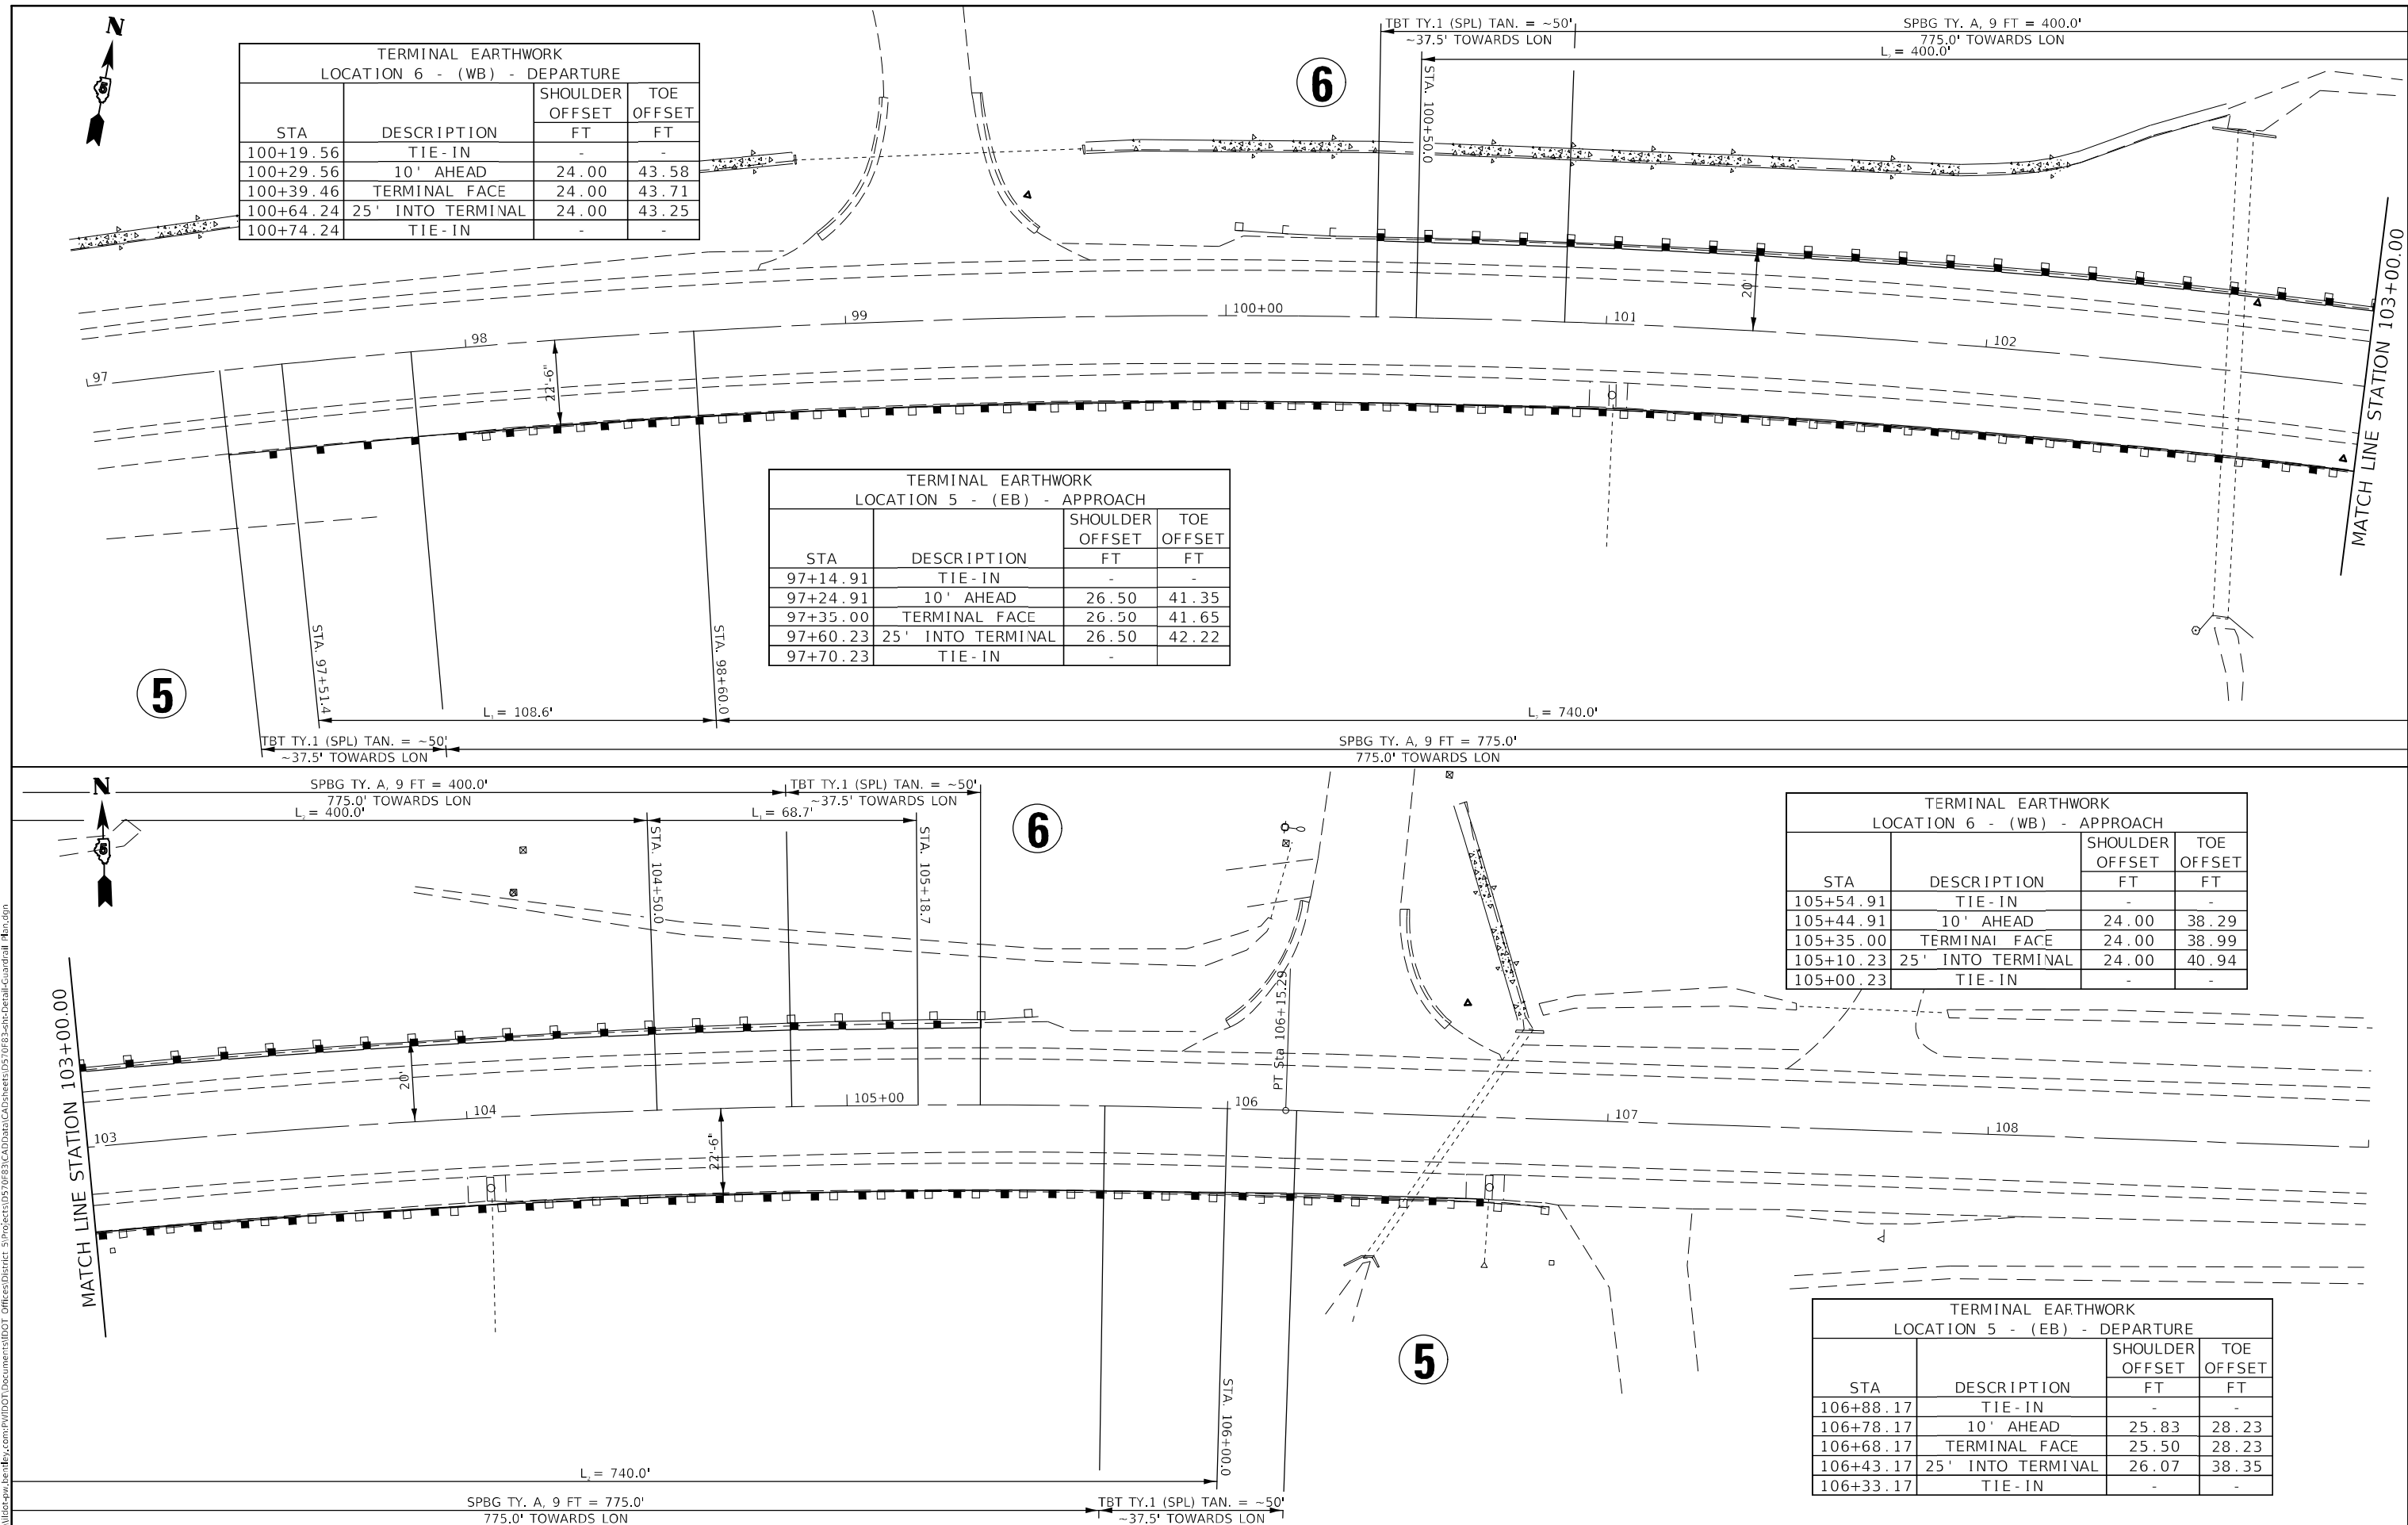 N
5
TERMINAL EARTHWORK
LOCATION 6 - (WB) - DEPARTURE
STA DESCRIPTION SHOULDER OFFSET FT TOE OFFSET FT
100+19.56 TIE-IN - -
100+29.56 10' AHEAD 24.00 43.58
100+39.46 TERMINAL FACE 24.00 43.71
100+64.24 25' INTO TERMINAL 24.00 43.25
100+74.24 TIE-IN - -
6
TBT TY.1 (SPL) TAN. = ~50'
~37.5' TOWARDS LON
SPBG TY. A, 9 FT = 400.0'
775.0' TOWARDS LON
L = 400.0'
STA. 100+50.0
97
98
99
100+00
101
102
20'
22'-6"
MATCH LINE STATION 103+00.00
TERMINAL EARTHWORK
LOCATION 5 - (EB) - APPROACH
STA DESCRIPTION SHOULDER OFFSET FT TOE OFFSET FT
97+14.91 TIE-IN - -
97+24.91 10' AHEAD 26.50 41.35
97+35.00 TERMINAL FACE 26.50 41.65
97+60.23 25' INTO TERMINAL 26.50 42.22
97+70.23 TIE-IN -
5
STA. 97+51.4
STA. 98+60.0
L = 108.6'
L = 740.0'
TBT TY.1 (SPL) TAN. = ~50'
~37.5' TOWARDS LON
SPBG TY. A, 9 FT = 775.0'
775.0' TOWARDS LON
N
5
SPBG TY. A, 9 FT = 400.0'
775.0' TOWARDS LON
L = 400.0'
TBT TY.1 (SPL) TAN. = ~50'
~37.5' TOWARDS LON
L = 68.7'
STA. 104+50.0
STA. 105+18.7
6
TERMINAL EARTHWORK
LOCATION 6 - (WB) - APPROACH
STA DESCRIPTION SHOULDER OFFSET FT TOE OFFSET FT
105+54.91 TIE-IN - -
105+44.91 10' AHEAD 24.00 38.29
105+35.00 TERMINAL FACE 24.00 38.99
105+10.23 25' INTO TERMINAL 24.00 40.94
105+00.23 TIE-IN - -
MATCH LINE STATION 103+00.00
103
104
105+00
106
107
108
20'
22'-6"
PT Sta 106+15.29
STA. 106+00.0
5
TERMINAL EARTHWORK
LOCATION 5 - (EB) - DEPARTURE
STA DESCRIPTION SHOULDER OFFSET FT TOE OFFSET FT
106+88.17 TIE-IN - -
106+78.17 10' AHEAD 25.83 28.23
106+68.17 TERMINAL FACE 25.50 28.23
106+43.17 25' INTO TERMINAL 26.07 38.35
106+33.17 TIE-IN - -
L = 740.0'
SPBG TY. A, 9 FT = 775.0'
775.0' TOWARDS LON
TBT TY.1 (SPL) TAN. = ~50'
~37.5' TOWARDS LON